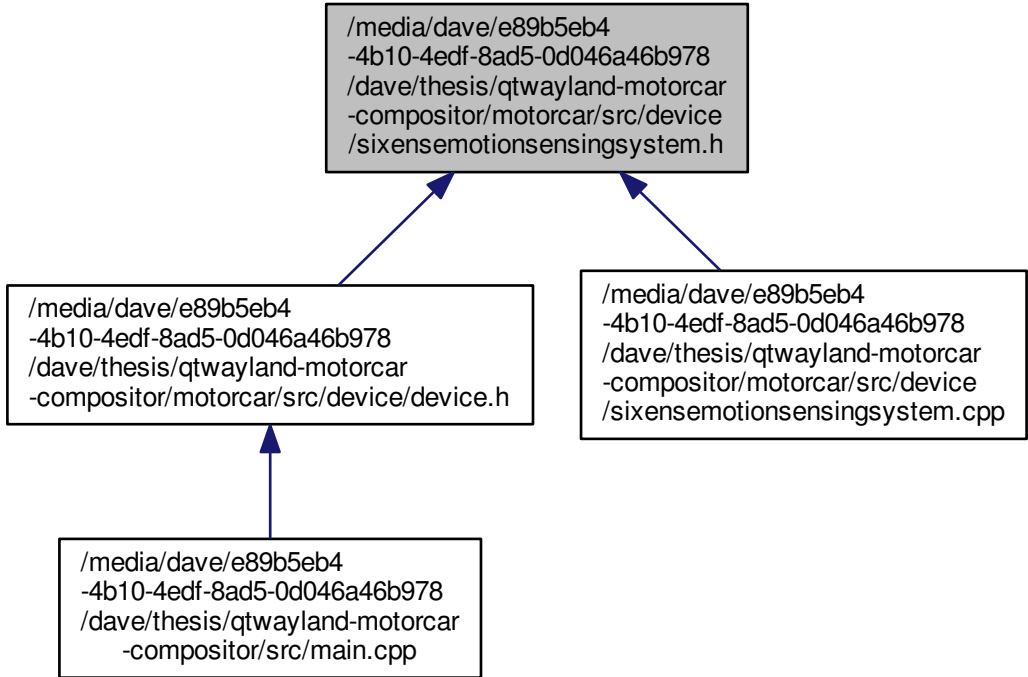 /media/dave/e89b5eb4
-4b10-4edf-8ad5-0d046a46b978
/dave/thesis/qtwayland-motorcar
-compositor/motorcar/src/device
/sixensemotionsensingsystem.h
/media/dave/e89b5eb4
-4b10-4edf-8ad5-0d046a46b978
/dave/thesis/qtwayland-motorcar
-compositor/motorcar/src/device/device.h
/media/dave/e89b5eb4
-4b10-4edf-8ad5-0d046a46b978
/dave/thesis/qtwayland-motorcar
-compositor/motorcar/src/device
/sixensemotionsensingsystem.cpp
/media/dave/e89b5eb4
-4b10-4edf-8ad5-0d046a46b978
/dave/thesis/qtwayland-motorcar
-compositor/src/main.cpp